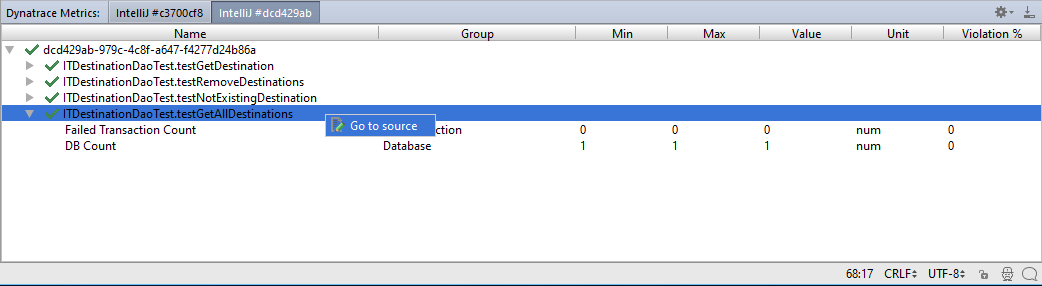 Dynatrace Metrics: IntelliJ #c3700cf8 IntelliJ #dcd429ab
Name Group Min Max Value Unit Violation %
dcd429ab-979c-4c8f-a647-f4277d24b86a
ITDestinationDaoTest.testGetDestination
ITDestinationDaoTest.testRemoveDestinations
ITDestinationDaoTest.testNotExistingDestination
ITDestinationDaoTest.testGetAllDestinations
Go to source
Failed Transaction Count ction 0 0 0 num 0
DB Count Database 1 1 1 num 0
68:17 CRLF UTF-8